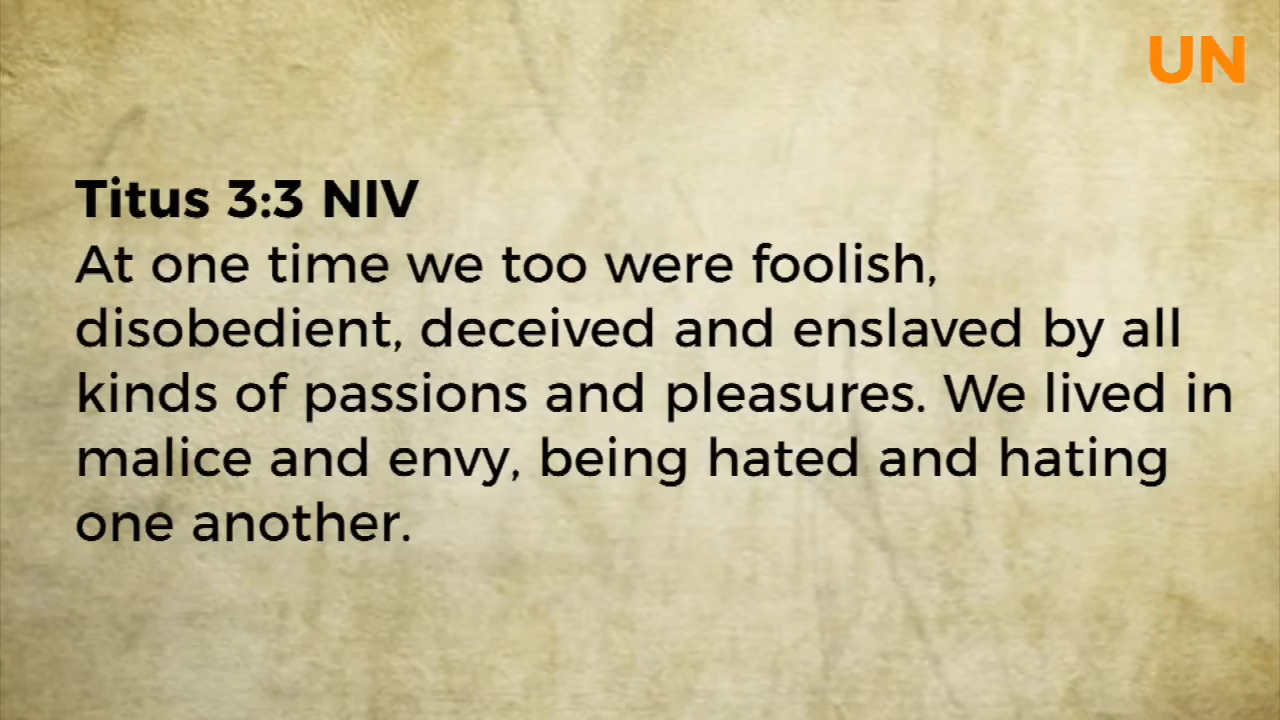 UN
Titus 3:3 NIV
At one time we too were foolish,
disobedient, deceived and enslaved by all
kinds of passions and pleasures. We lived in
malice and envy, being hated and hating
one another.